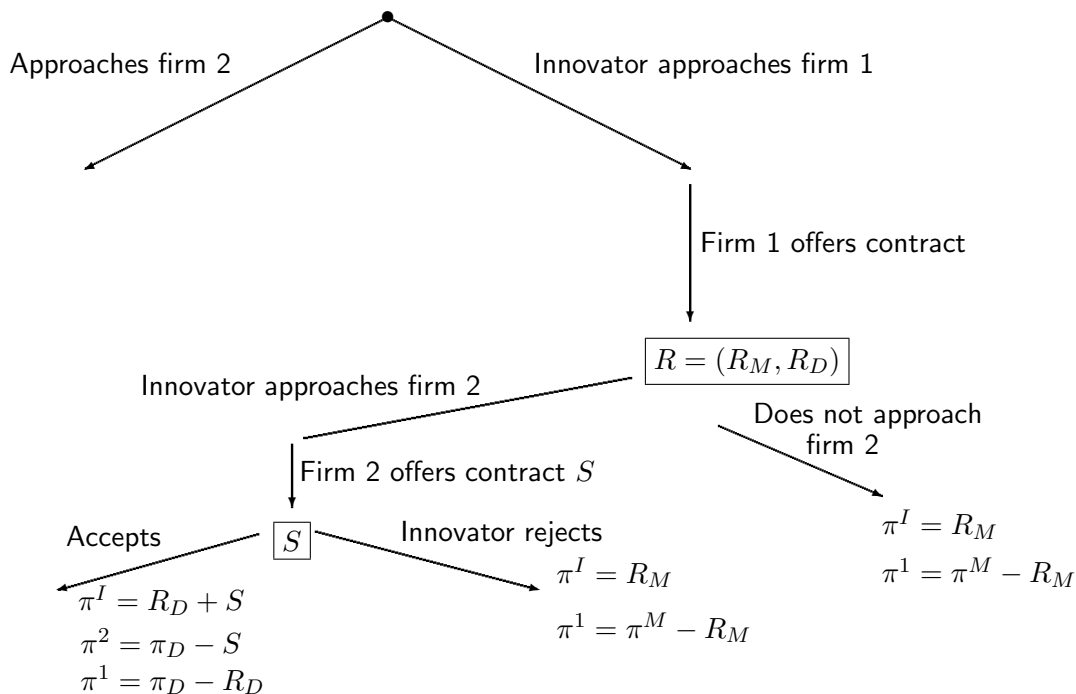 Approaches firm 2
Innovator approaches firm 1
Firm 1 offers contract
R = (R_M, R_D)
Innovator approaches firm 2
Does not approach
firm 2
Firm 2 offers contract S
S
Accepts
Innovator rejects
π^I = R_M
π^1 = π^M − R_M
π^I = R_M
π^1 = π^M − R_M
π^I = R_D + S
π^2 = π_D − S
π^1 = π_D − R_D